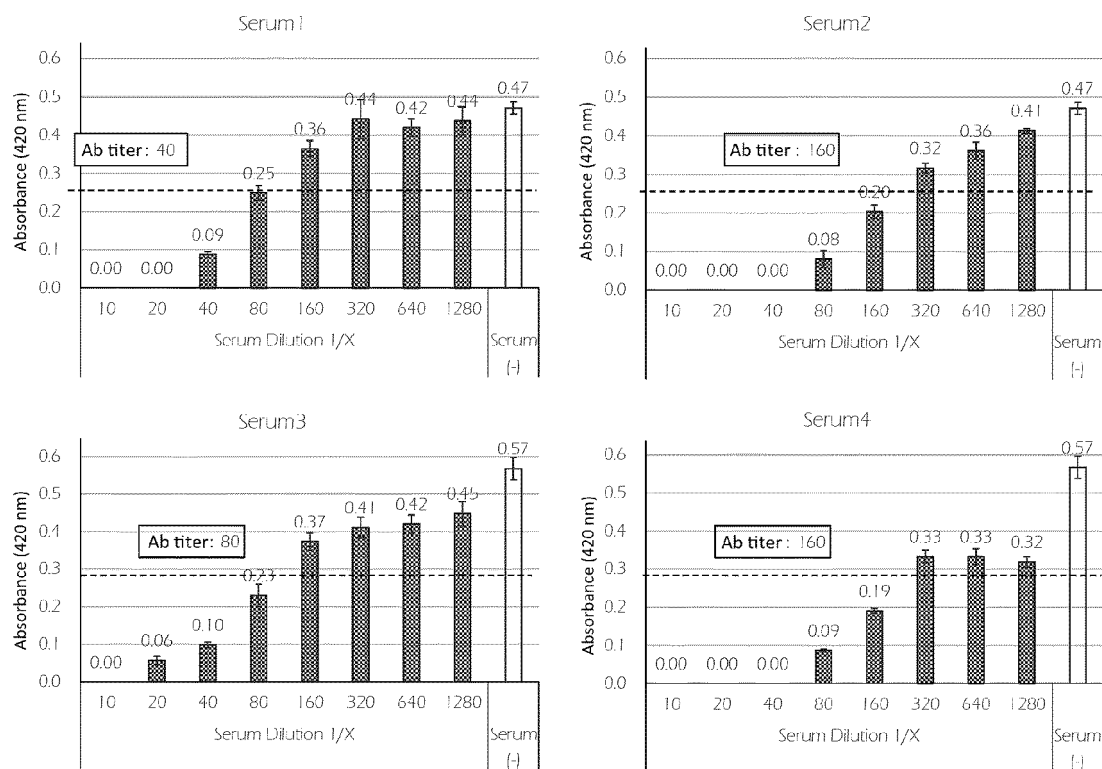 Serum1
Absorbance (420 nm)
0.6
0.5
0.4
0.3
0.2
0.1
0.0
Ab titer: 40
0.00 0.00 0.09 0.25 0.36 0.44 0.42 0.44 0.47
10 20 40 80 160 320 640 1280
Serum Dilution 1/X
Serum
(-)
Serum2
Absorbance (420 nm)
0.6
0.5
0.4
0.3
0.2
0.1
0.0
Ab titer: 160
0.00 0.00 0.00 0.08 0.20 0.32 0.36 0.41 0.47
10 20 40 80 160 320 640 1280
Serum Dilution 1/X
Serum
(-)
Serum3
Absorbance (420 nm)
0.6
0.5
0.4
0.3
0.2
0.1
0.0
Ab titer: 80
0.00 0.06 0.10 0.23 0.37 0.41 0.42 0.45 0.57
10 20 40 80 160 320 640 1280
Serum Dilution 1/X
Serum
(-)
Serum4
Absorbance (420 nm)
0.6
0.5
0.4
0.3
0.2
0.1
0.0
Ab titer: 160
0.00 0.00 0.00 0.09 0.19 0.33 0.33 0.32 0.57
10 20 40 80 160 320 640 1280
Serum Dilution 1/X
Serum
(-)